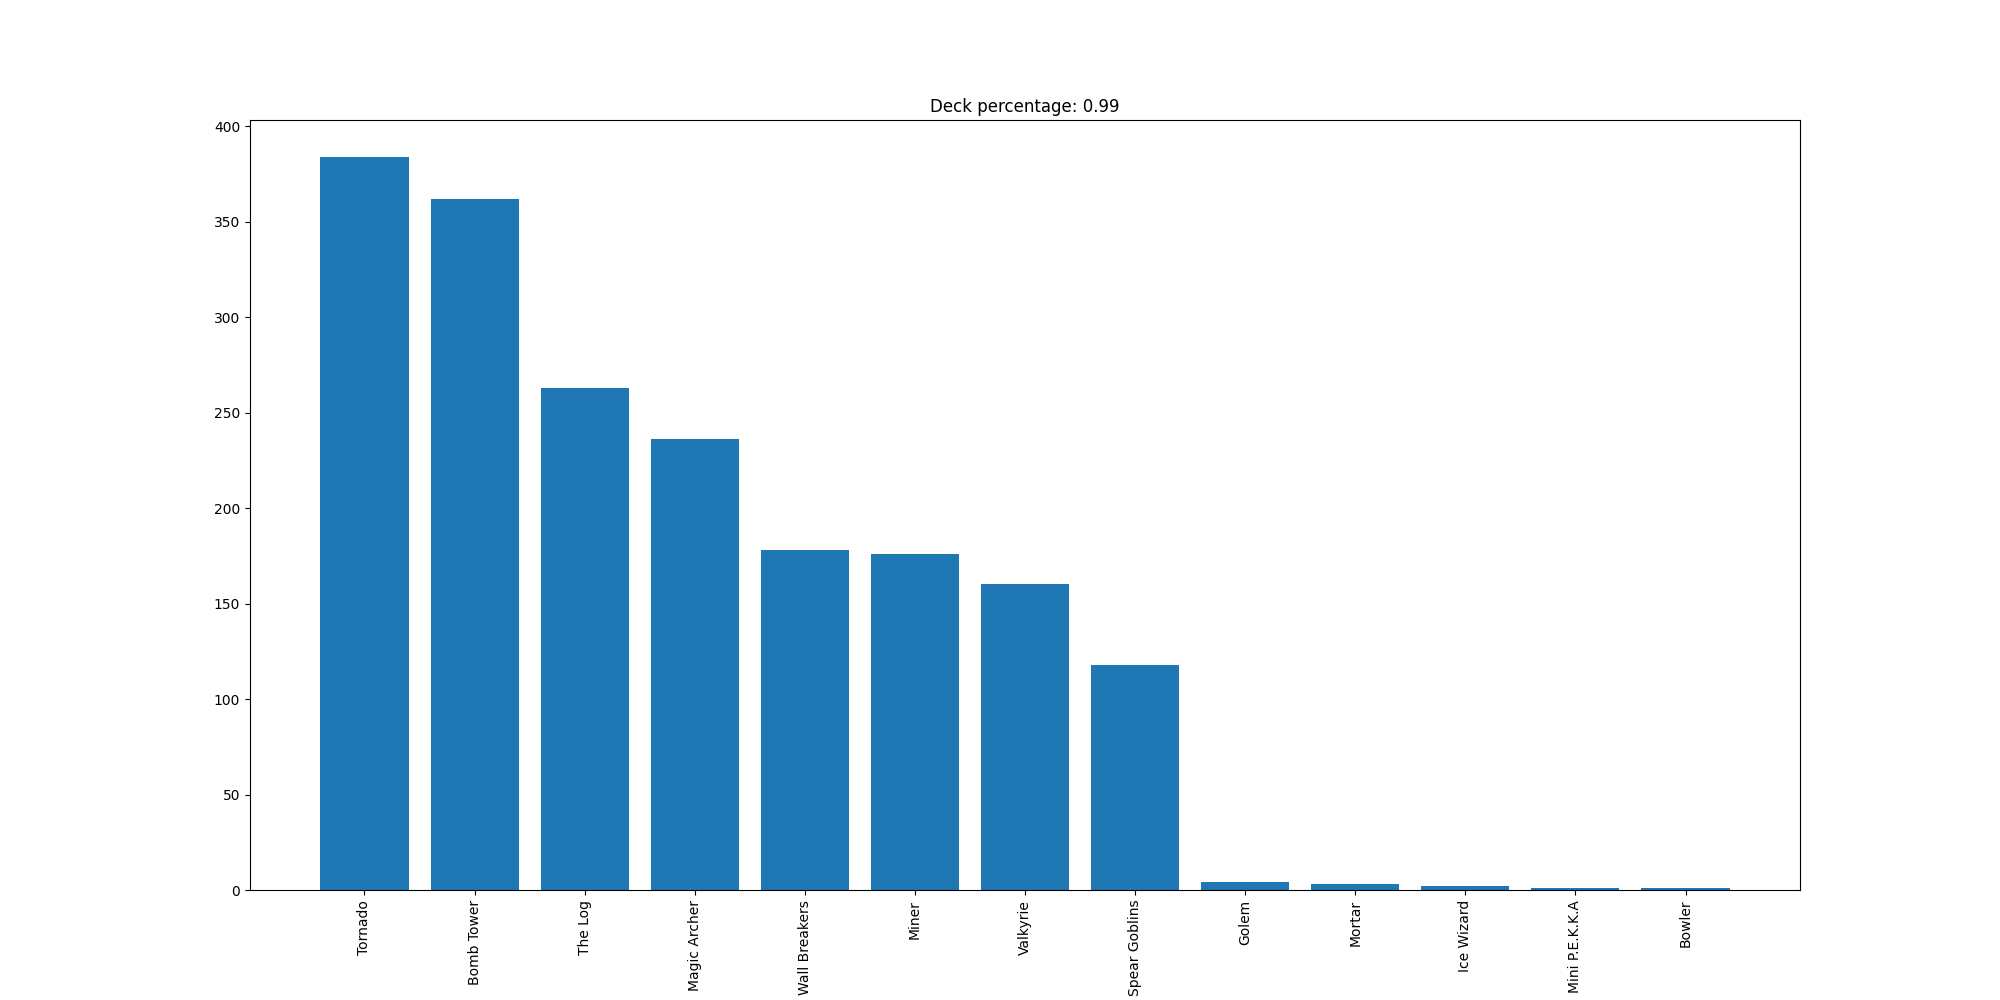 Deck percentage: 0.99
400
350
300
250
200
150
100
50
0
Tornado
Bomb Tower
The Log
Magic Archer
Wall Breakers
Miner
Valkyrie
Spear Goblins
Golem
Mortar
Ice Wizard
Mini P.E.K.K.A
Bowler